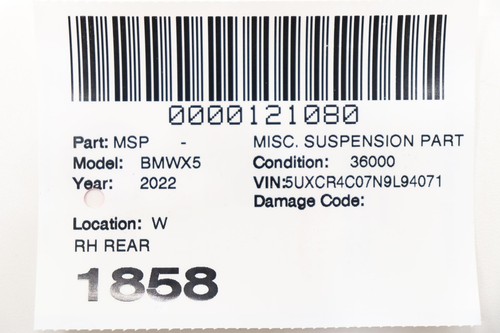 0000121080
Part: MSP - MISC. SUSPENSION PART
Model: BMWX5 Condition: 36000
Year: 2022 VIN:5UXCR4C07N9L94071
Damage Code:
Location: W
RH REAR
1858